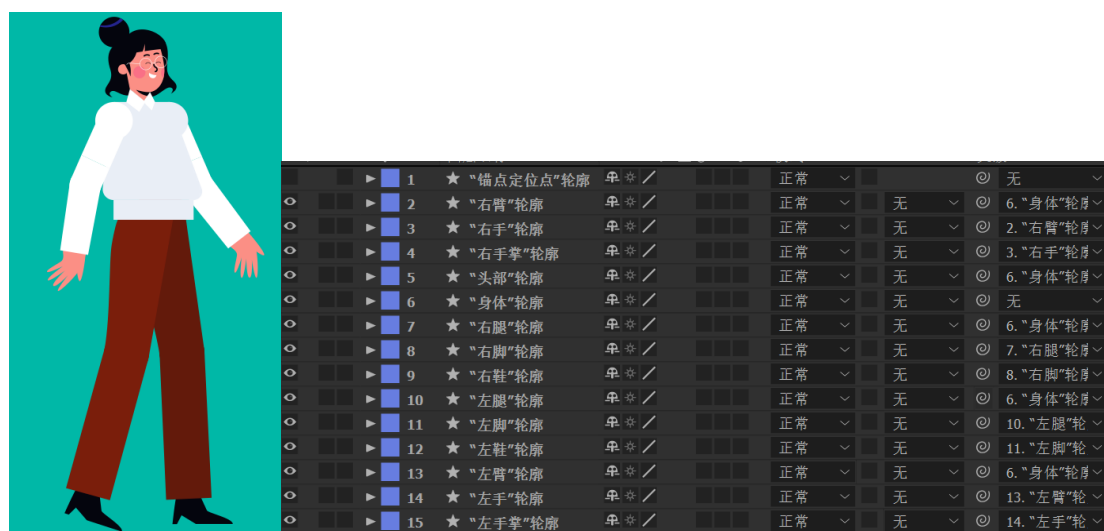 1 "锚点定位点"轮廓 正常 无
2 "右臂"轮廓 正常 无 6. "身体"轮廓
3 "右手"轮廓 正常 无 2. "右臂"轮廓
4 "右手掌"轮廓 正常 无 3. "右手"轮廓
5 "头部"轮廓 正常 无 6. "身体"轮廓
6 "身体"轮廓 正常 无 无
7 "右腿"轮廓 正常 无 6. "身体"轮廓
8 "右脚"轮廓 正常 无 7. "右腿"轮廓
9 "右鞋"轮廓 正常 无 8. "右脚"轮廓
10 "左腿"轮廓 正常 无 6. "身体"轮廓
11 "左脚"轮廓 正常 无 10. "左腿"轮
12 "左鞋"轮廓 正常 无 11. "左脚"轮
13 "左臂"轮廓 正常 无 6. "身体"轮廓
14 "左手"轮廓 正常 无 13. "左臂"轮
15 "左手掌"轮廓 正常 无 14. "左手"轮